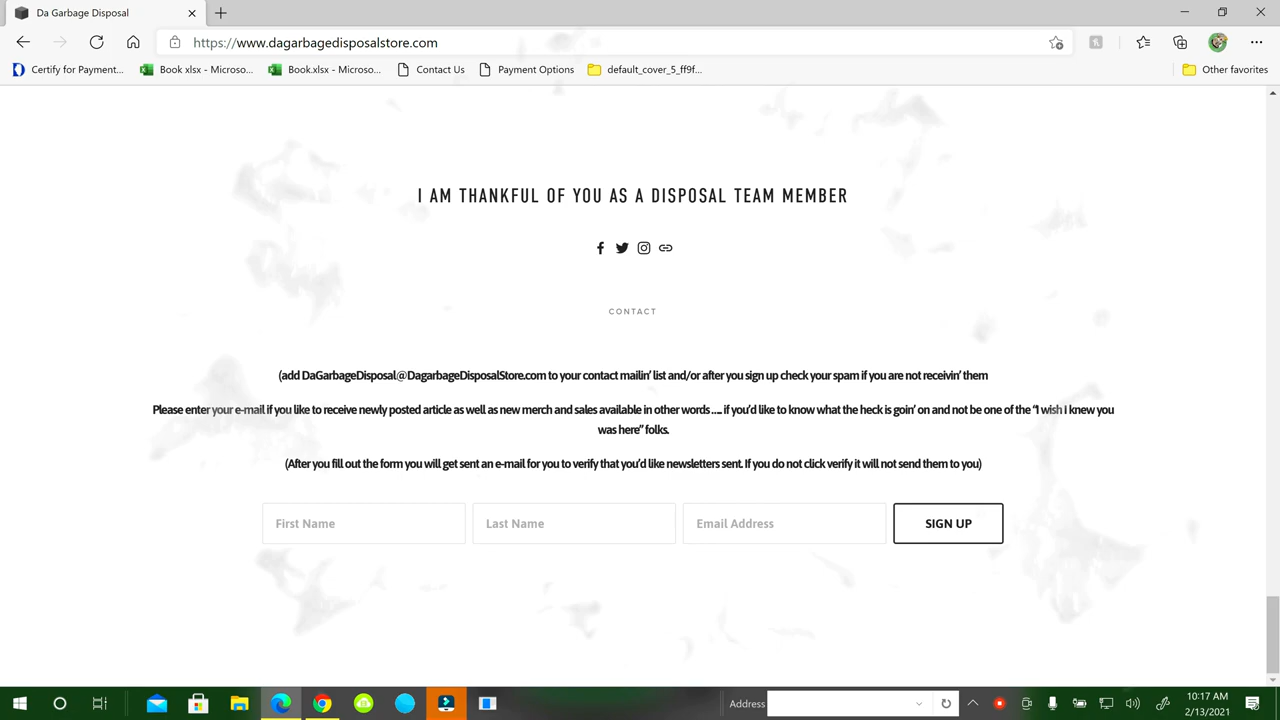 Da Garbage Disposal
https://www.dagarbagedisposalstore.com
Certify for Payment... Book xlsx - Microso... Book.xlsx - Microso... Contact Us Payment Options default_cover_5_ff9f... Other favorites
I AM THANKFUL OF YOU AS A DISPOSAL TEAM MEMBER
CONTACT
(add DaGarbageDisposal@DagarbageDisposalStore.com to your contact mailin’ list and/or after you sign up check your spam if you are not receivin’ them
Please enter your e-mail if you like to receive newly posted article as well as new merch and sales available in other words .... if you’d like to know what the heck is goin’ on and not be one of the “I wish I knew you
was here” folks.
(After you fill out the form you will get sent an e-mail for you to verify that you’d like newsletters sent. If you do not click verify it will not send them to you)
First Name Last Name Email Address SIGN UP
Address 10:17 AM
2/13/2021